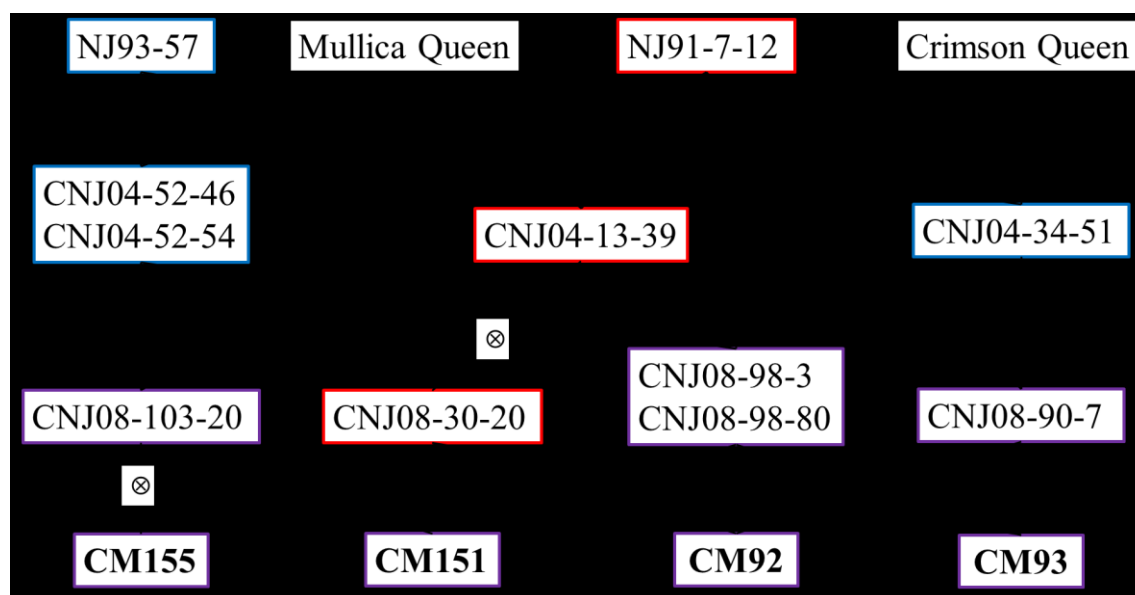 NJ93-57
Mullica Queen
NJ91-7-12
Crimson Queen
CNJ04-52-46
CNJ04-52-54
CNJ04-13-39
CNJ04-34-51
⊗
CNJ08-98-3
CNJ08-98-80
CNJ08-103-20
CNJ08-30-20
CNJ08-90-7
⊗
CM155
CM151
CM92
CM93